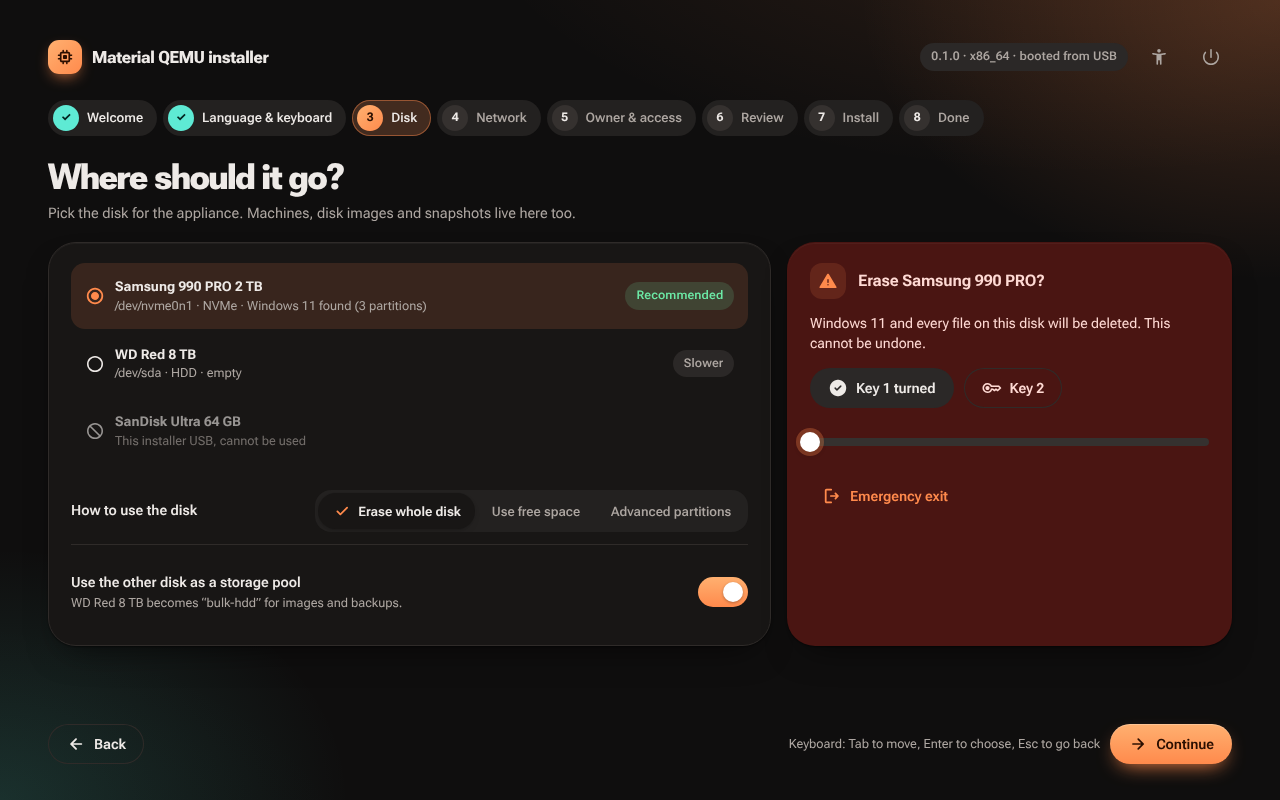 Material QEMU installer
0.1.0 · x86_64 · booted from USB
Welcome
Language & keyboard
3 Disk
4 Network
5 Owner & access
6 Review
7 Install
8 Done
Where should it go?
Pick the disk for the appliance. Machines, disk images and snapshots live here too.
Samsung 990 PRO 2 TB
/dev/nvme0n1 · NVMe · Windows 11 found (3 partitions)
Recommended
WD Red 8 TB
/dev/sda · HDD · empty
Slower
SanDisk Ultra 64 GB
This installer USB, cannot be used
How to use the disk
Erase whole disk
Use free space
Advanced partitions
Use the other disk as a storage pool
WD Red 8 TB becomes “bulk-hdd” for images and backups.
Erase Samsung 990 PRO?
Windows 11 and every file on this disk will be deleted. This
cannot be undone.
Key 1 turned
Key 2
Emergency exit
Back
Keyboard: Tab to move, Enter to choose, Esc to go back
Continue